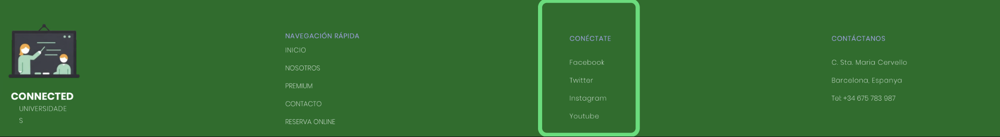 CONNECTED
UNIVERSIDADE
S
NAVEGACIÓN RÁPIDA
INICIO
NOSOTROS
PREMIUM
CONTACTO
RESERVA ONLINE
CONÉCTATE
Facebook
Twitter
Instagram
Youtube
CONTÁCTANOS
C. Sta. Maria Cervello
Barcelona, Espanya
Tel: +34 675 783 987